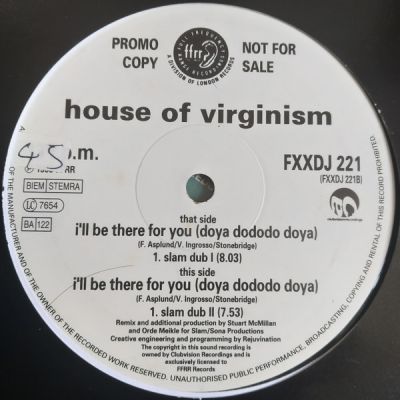 FULL FREQUENCY
RANGE RECORDINGS
ffrr
A DIVISION OF LONDON RECORDS
PROMO
COPY
NOT FOR
SALE
house of virginism
45 r.m.
RR
BIEM STEMRA
LC 7654
BA 122
FXXDJ 221
(FXXDJ 221B)
that side
i'll be there for you (doya dododo doya)
(F. Asplund/V. Ingrosso/Stonebridge)
1. slam dub I (8.03)
this side
i'll be there for you (doya dododo doya)
(F. Asplund/V. Ingrosso/Stonebridge)
1. slam dub II (7.53)
Remix and additional production by Stuart McMillan
and Orde Meikle for Slam/Soma Productions
Creative engineering and programming by Rejuvination
The copyright in this sound recording is
owned by Clubvision Recordings and is
exclusively licensed to
FFRR Records
OF THE MANUFACTURER AND OF THE OWNER OF THE RECORDED WORK RESERVED. UNAUTHORISED PUBLIC PERFORMANCE, BROADCASTING, COPYING AND RENTAL OF THIS RECORD PROHIBITED.